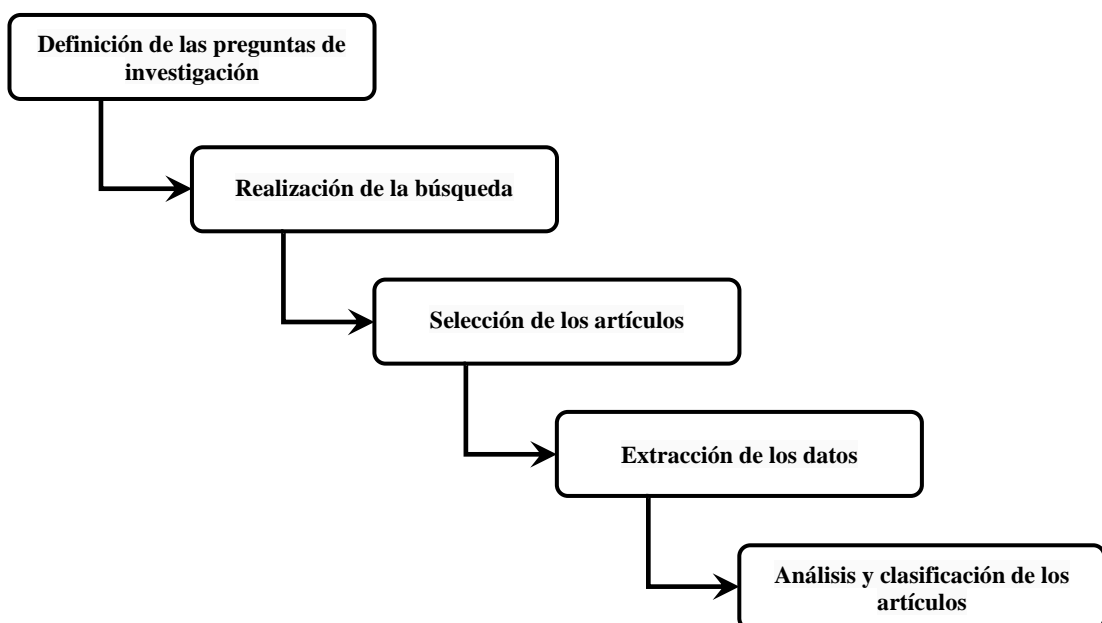 Definición de las preguntas de
investigación
Realización de la búsqueda
Selección de los artículos
Extracción de los datos
Análisis y clasificación de los
artículos